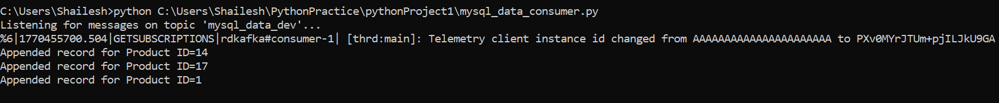 C:\Users\Shailesh>python C:\Users\Shailesh\PythonPractice\pythonProject1\mysql_data_consumer.py
Listening for messages on topic 'mysql_data_dev'...
%6|1770455700.504|GETSUBSCRIPTIONS|rdkafka#consumer-1| [thrd:main]: Telemetry client instance id changed from AAAAAAAAAAAAAAAAAAAAAA to PXv0MYrJTUm+pjILJkU9GA
Appended record for Product ID=14
Appended record for Product ID=17
Appended record for Product ID=1